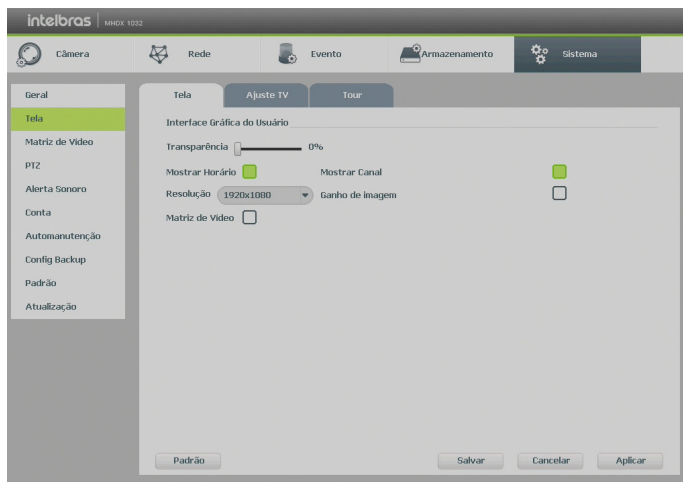 intelbras MHDX 1032
Câmera Rede Evento Armazenamento Sistema
Geral
Tela
Matriz de Vídeo
PTZ
Alerta Sonoro
Conta
Automanutenção
Config Backup
Padrão
Atualização
Tela Ajuste TV Tour
Interface Gráfica do Usuário
Transparência 0%
Mostrar Horário Mostrar Canal
Resolução 1920x1080 Ganho de imagem
Matriz de Vídeo
Padrão Salvar Cancelar Aplicar